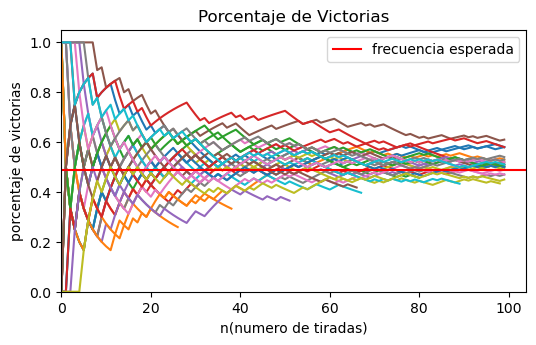 Porcentaje de Victorias
frecuencia esperada
1.0
0.8
0.6
0.4
0.2
0.0
porcentaje de victorias
0 20 40 60 80 100
n(numero de tiradas)